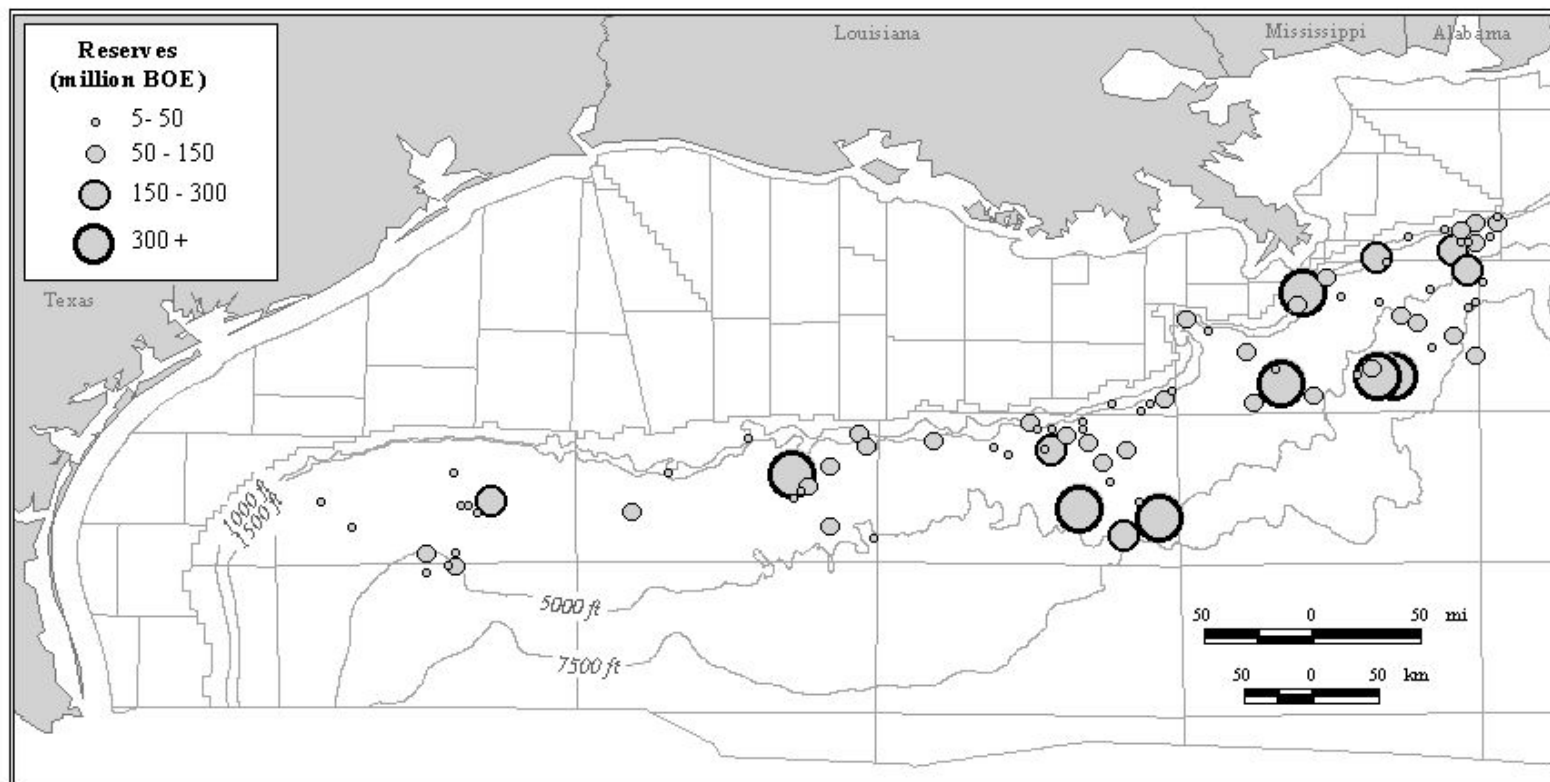 Reserves
(million BOE)
5- 50
50 - 150
150 - 300
300 +
Texas
Louisiana
Mississippi
Alabama
1000 ft
1500 ft
5000 ft
7500 ft
50 0 50 mi
50 0 50 km